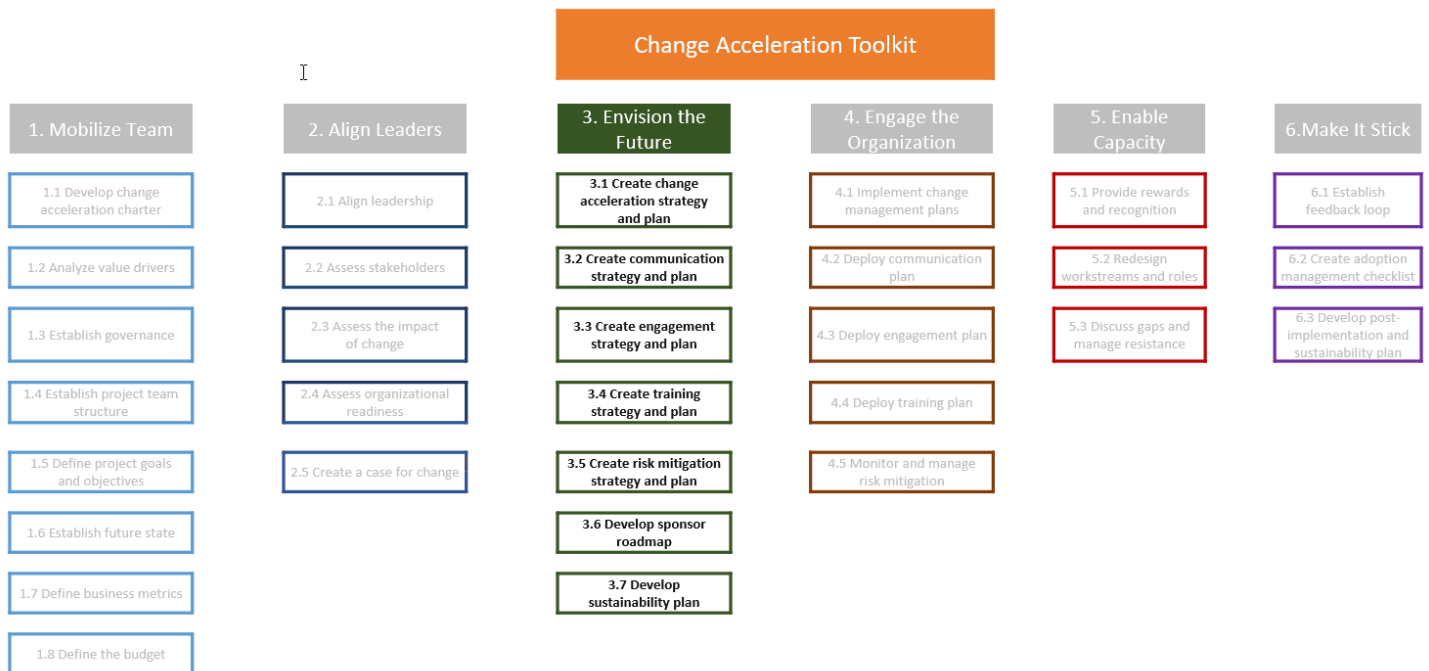 Change Acceleration Toolkit
1. Mobilize Team
1.1 Develop change
acceleration charter
1.2 Analyze value drivers
1.3 Establish governance
1.4 Establish project team
structure
1.5 Define project goals
and objectives
1.6 Establish future state
1.7 Define business metrics
1.8 Define the budget
2. Align Leaders
2.1 Align leadership
2.2 Assess stakeholders
2.3 Assess the impact
of change
2.4 Assess organizational
readiness
2.5 Create a case for change
3. Envision the
Future
3.1 Create change
acceleration strategy
and plan
3.2 Create communication
strategy and plan
3.3 Create engagement
strategy and plan
3.4 Create training
strategy and plan
3.5 Create risk mitigation
strategy and plan
3.6 Develop sponsor
roadmap
3.7 Develop
sustainability plan
4. Engage the
Organization
4.1 Implement change
management plans
4.2 Deploy communication
plan
4.3 Deploy engagement plan
4.4 Deploy training plan
4.5 Monitor and manage
risk mitigation
5. Enable
Capacity
5.1 Provide rewards
and recognition
5.2 Redesign
workstreams and roles
5.3 Discuss gaps and
manage resistance
6.Make It Stick
6.1 Establish
feedback loop
6.2 Create adoption
management checklist
6.3 Develop post-
implementation and
sustainability plan